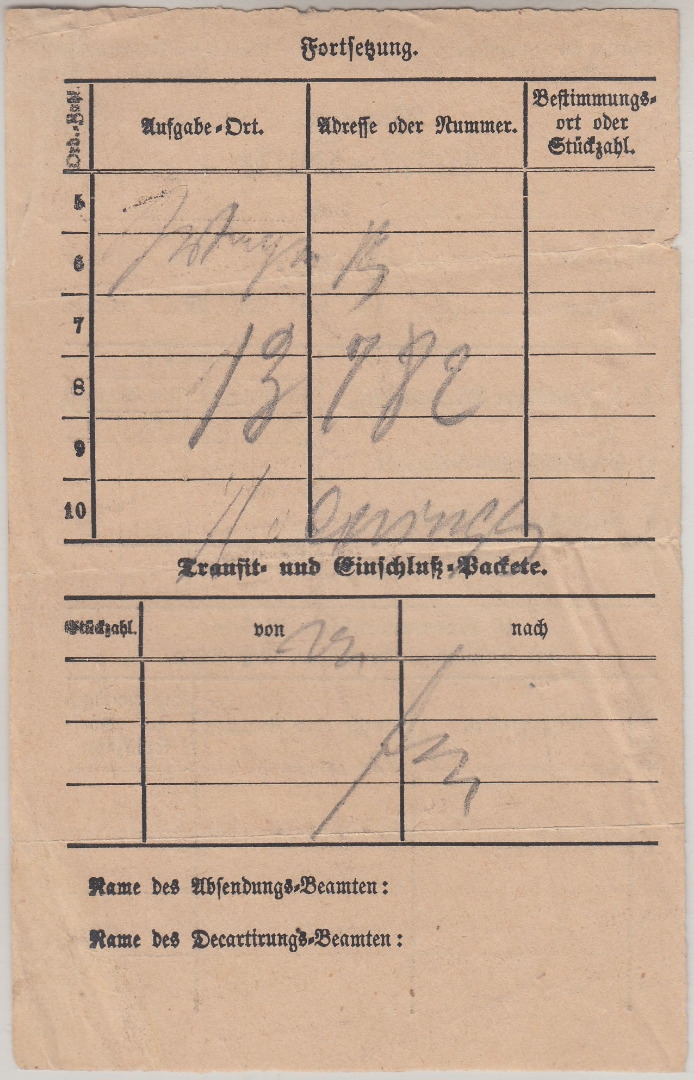 Fortsetzung.
Ord.-Zahl.
Aufgabe-Ort.
Adresse oder Nummer.
Bestimmungs-
ort oder
Stückzahl.
5
6
7
13782
8
9
10
Transit- und Einschluß-Packete.
Stückzahl.
von
nach
Name des Absendungs-Beamten:
Name des Decartirungs-Beamten: